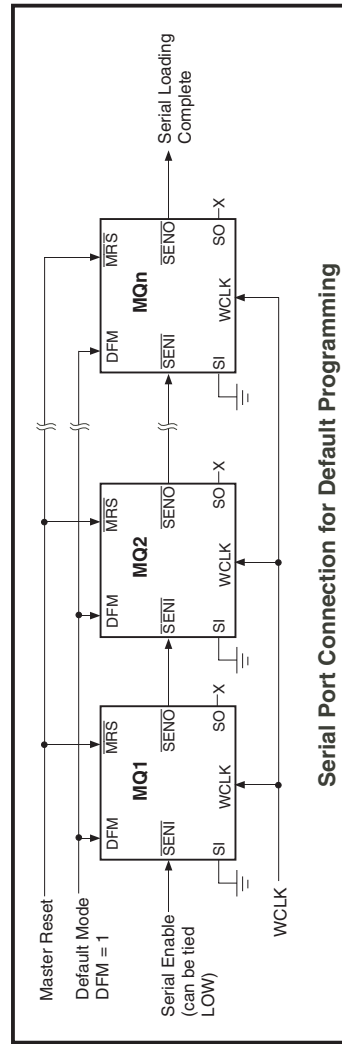 Master Reset
Default Mode
DFM = 1
Serial Enable
(can be tied
LOW)
WCLK
DFM
MRS
MQ1
SENI
SENO
SI
WCLK
SO
X
DFM
MRS
MQ2
SENI
SENO
SI
WCLK
SO
X
DFM
MRS
MQn
SENI
SENO
SI
WCLK
SO
X
Serial Loading
Complete
Serial Port Connection for Default Programming